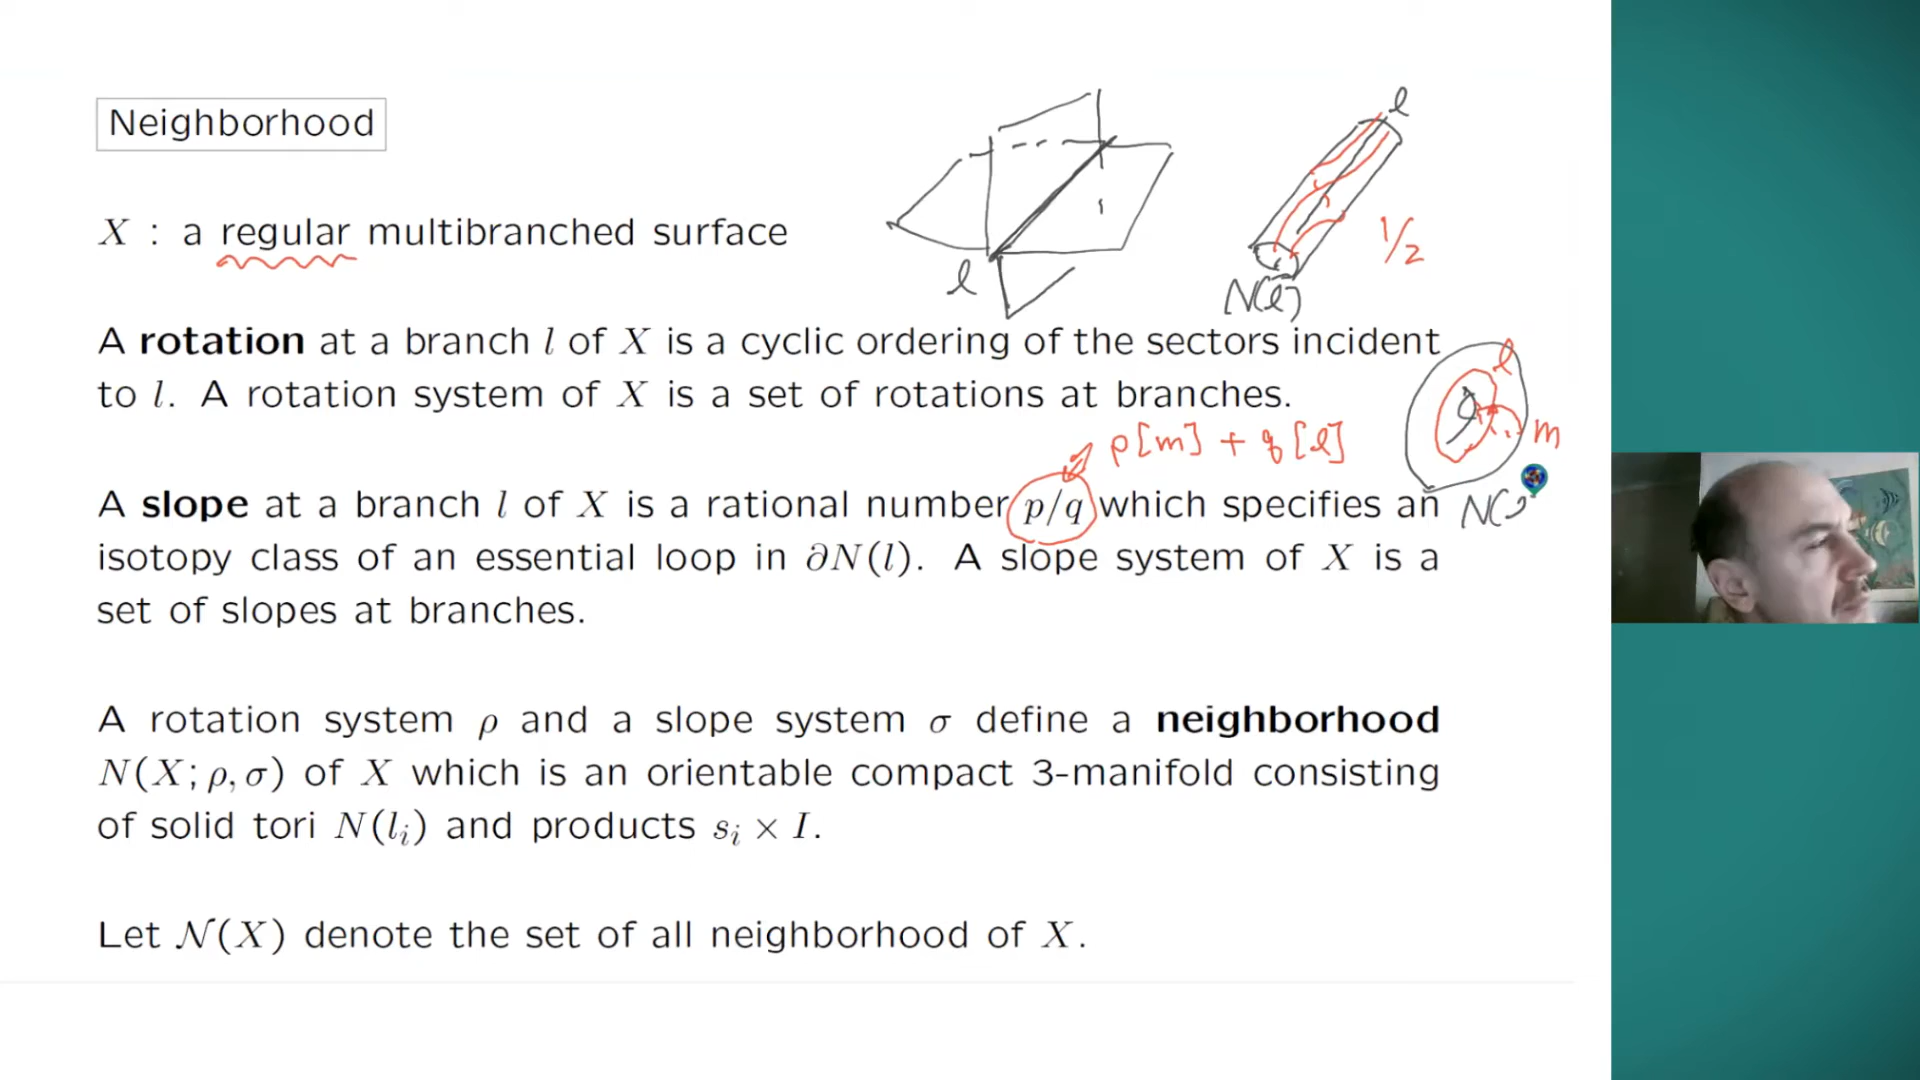 Neighborhood
X : a regular multibranched surface
l
l
N(l)
1/2
A rotation at a branch l of X is a cyclic ordering of the sectors incident
to l. A rotation system of X is a set of rotations at branches.
l
m
p[m] + q[l]
A slope at a branch l of X is a rational number p/q which specifies an
isotopy class of an essential loop in ∂N(l). A slope system of X is a
set of slopes at branches.
N(
A rotation system ρ and a slope system σ define a neighborhood
N(X; ρ, σ) of X which is an orientable compact 3-manifold consisting
of solid tori N(lᵢ) and products sᵢ × I.
Let 𝒩(X) denote the set of all neighborhood of X.